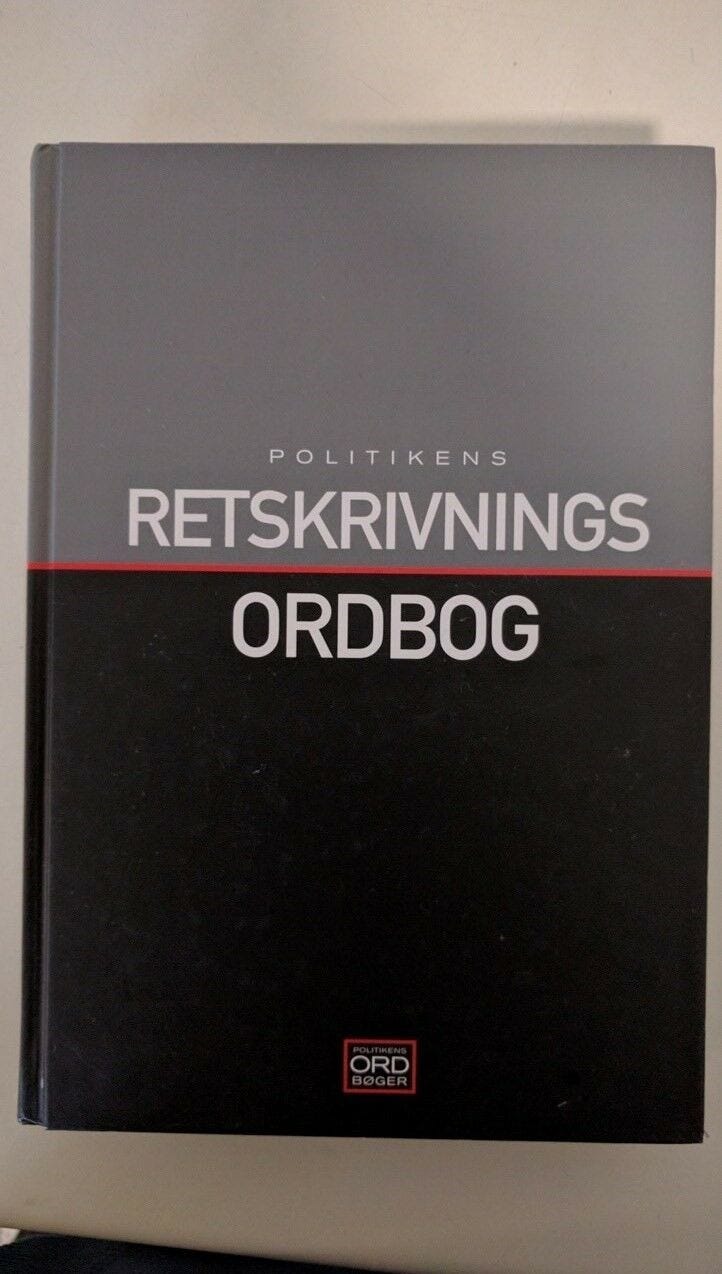 POLITIKENS
RETSKRIVNINGS
ORDBOG
POLITIKENS
ORD
BØGER